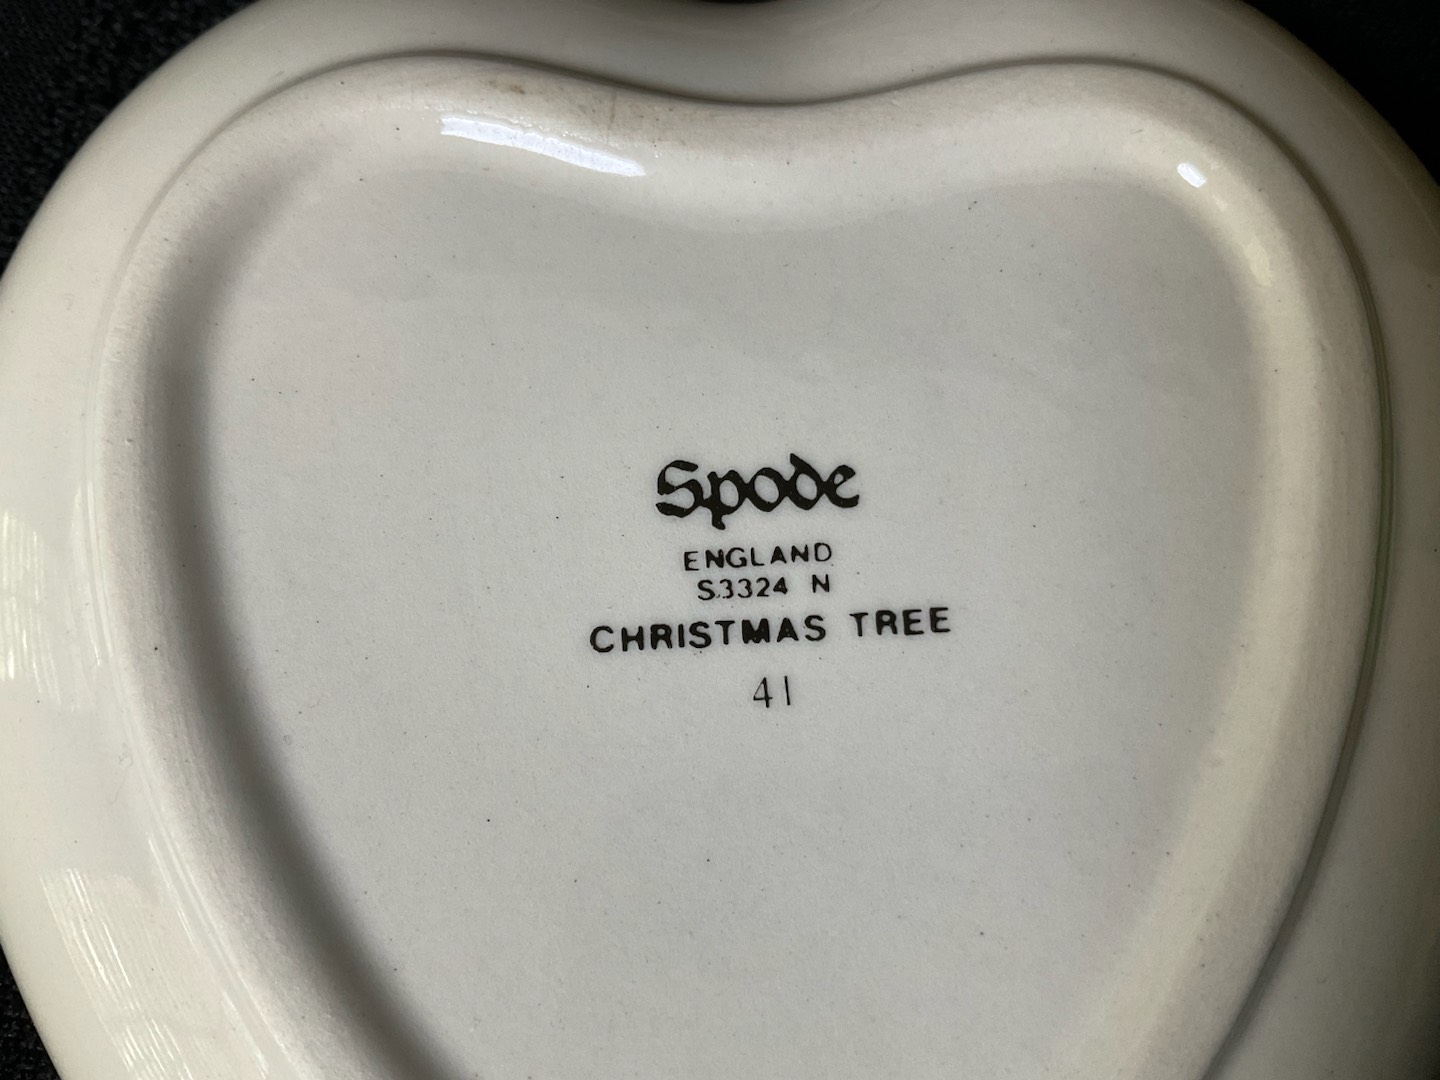 Spode
ENGLAND
S3324 N
CHRISTMAS TREE
41